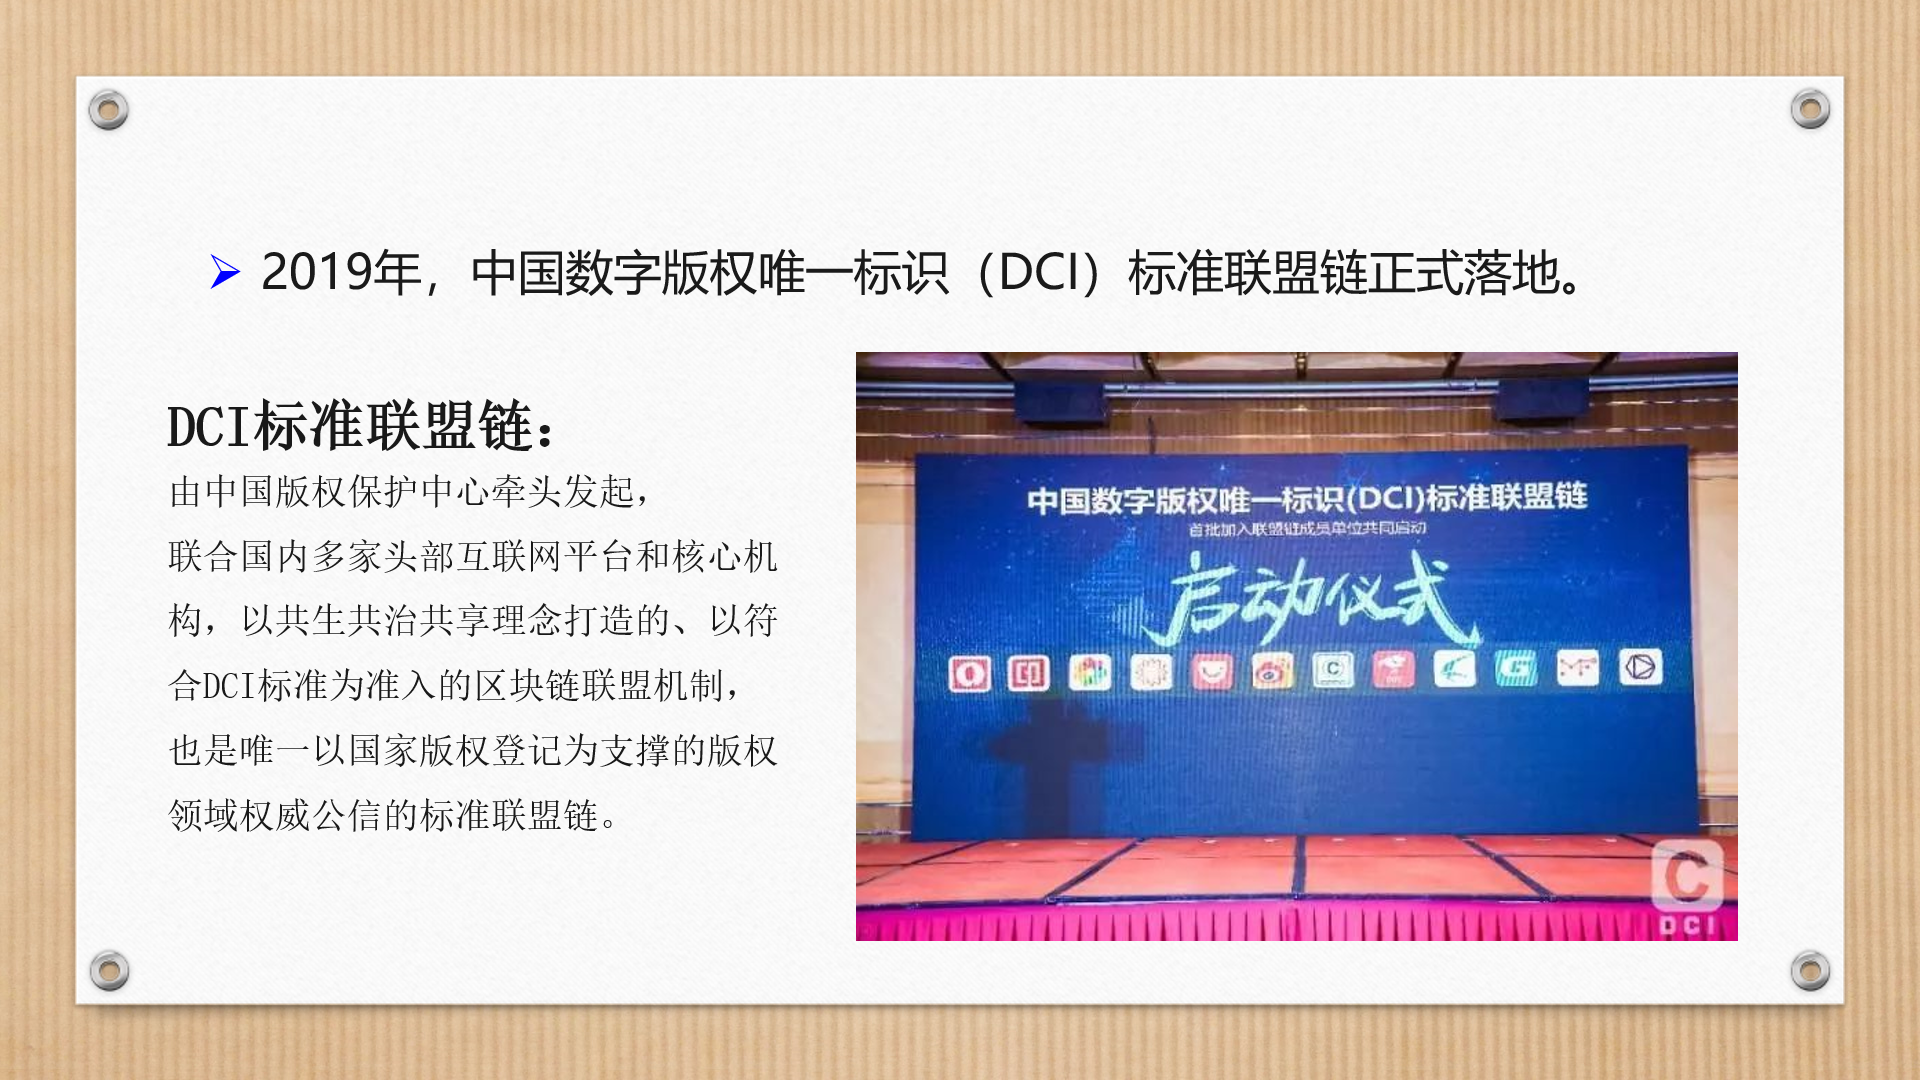 2019年，中国数字版权唯一标识（DCI）标准联盟链正式落地。
DCI标准联盟链：
由中国版权保护中心牵头发起，
联合国内多家头部互联网平台和核心机
构，以共生共治共享理念打造的、以符
合DCI标准为准入的区块链联盟机制，
也是唯一以国家版权登记为支撑的版权
领域权威公信的标准联盟链。
中国数字版权唯一标识(DCI)标准联盟链
首批加入联盟链成员单位共同启动
启动仪式
C
DCI